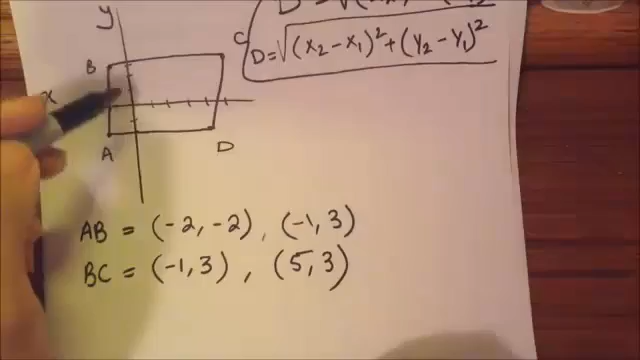 y
C
D=√(x₂-x₁)²+(y₂-y₁)²
B
x
A
D
AB = (-2,-2), (-1,3)
BC = (-1,3), (5,3)